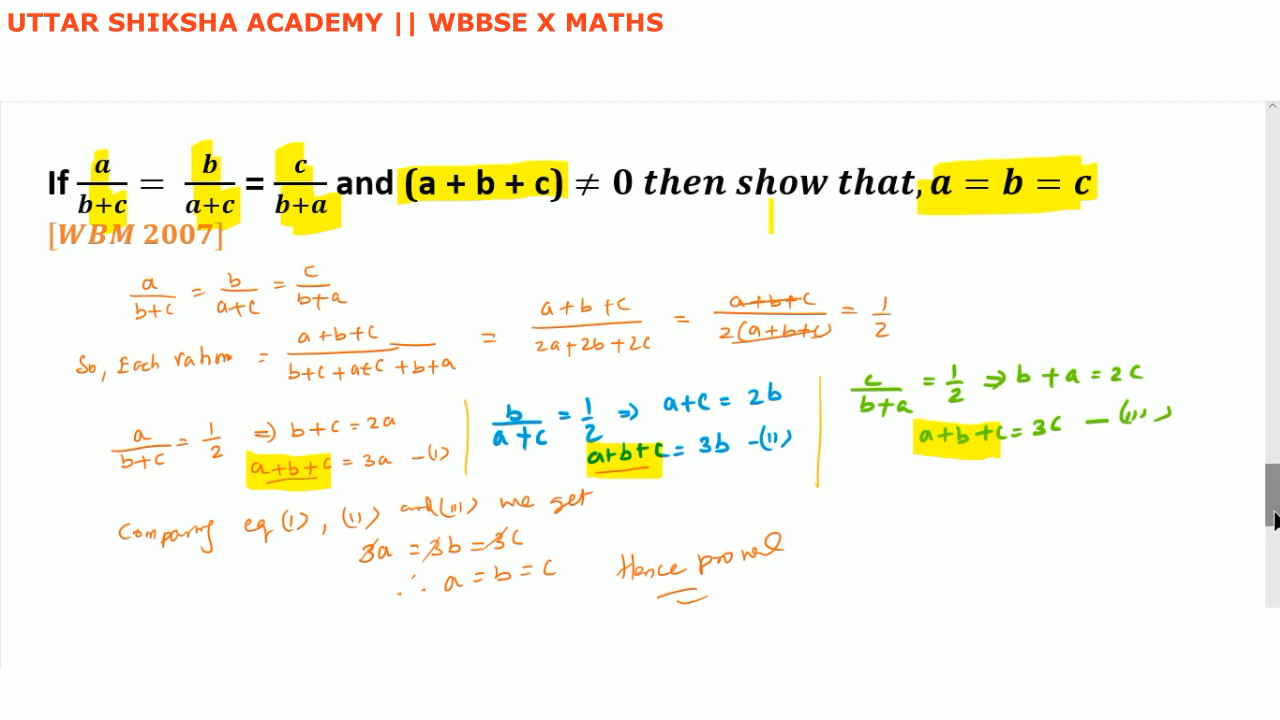 UTTAR SHIKSHA ACADEMY || WBBSE X MATHS
If a/(b+c) = b/(a+c) = c/(b+a) and (a + b + c) ≠ 0 then show that, a = b = c
[WBM 2007]
a/(b+c) = b/(a+c) = c/(b+a)
So, Each ratio = (a+b+c)/(b+c+a+c+b+a) = (a+b+c)/(2a+2b+2c) = (a+b+c)/(2(a+b+c)) = 1/2
a/(b+c) = 1/2 ⇒ b+c = 2a
a+b+c = 3a —(i)
b/(a+c) = 1/2 ⇒ a+c = 2b
a+b+c = 3b —(ii)
c/(b+a) = 1/2 ⇒ b+a = 2c
a+b+c = 3c —(iii)
Comparing eq (i), (ii) and (iii) we get
3a = 3b = 3c
∴ a = b = c Hence proved